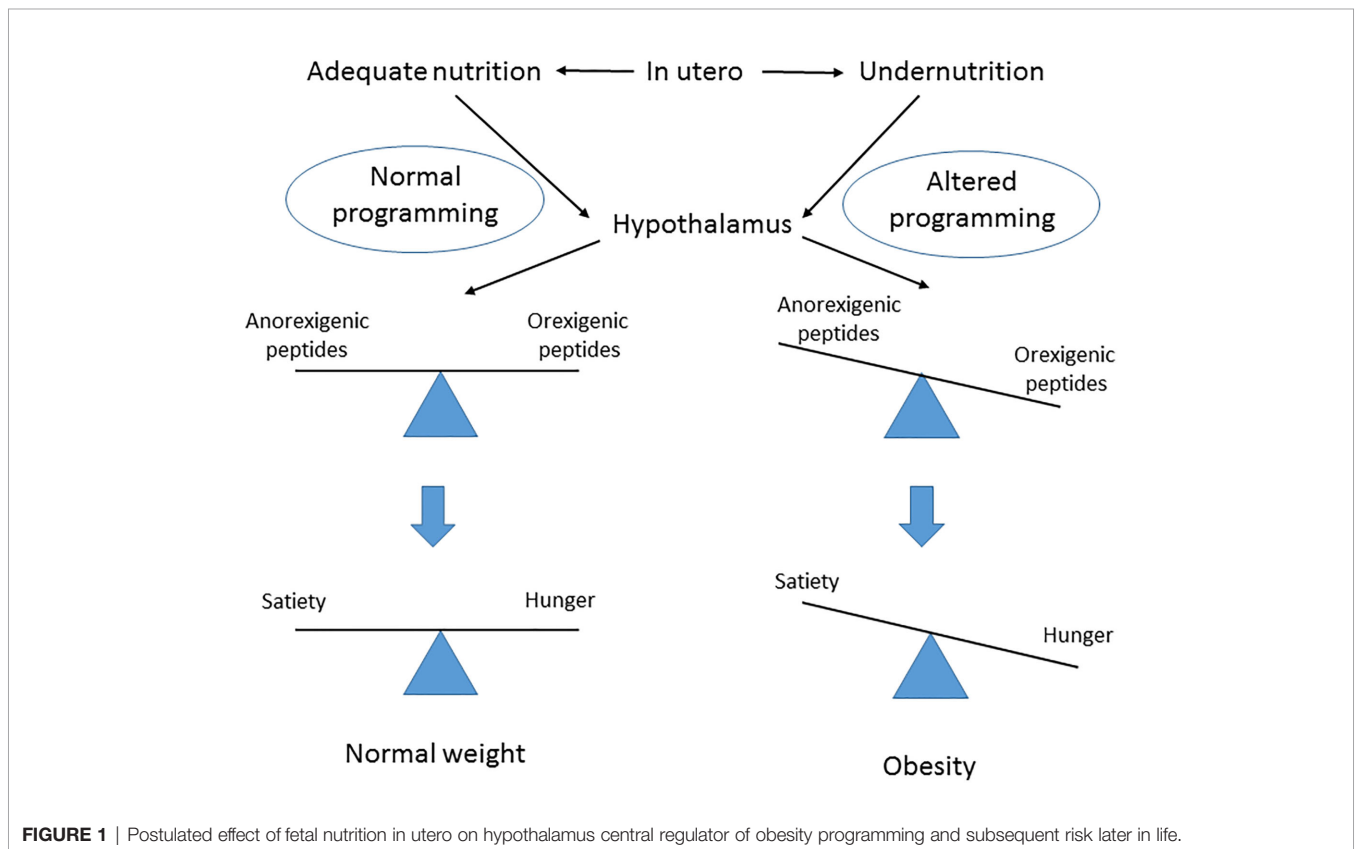 Adequate nutrition In utero Undernutrition
Normal
programming
Altered
programming
Hypothalamus
Anorexigenic
peptides
Orexigenic
peptides
Anorexigenic
peptides
Orexigenic
peptides
Satiety
Hunger
Satiety
Hunger
Normal weight
Obesity
FIGURE 1 | Postulated effect of fetal nutrition in utero on hypothalamus central regulator of obesity programming and subsequent risk later in life.